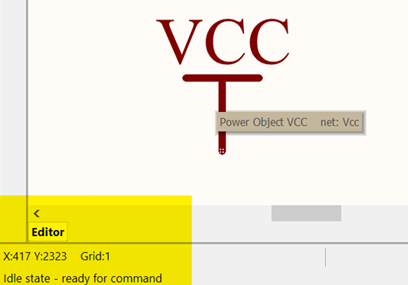 VCC
Power Object VCC net: Vcc
Editor
X:417 Y:2323 Grid:1
Idle state - ready for command